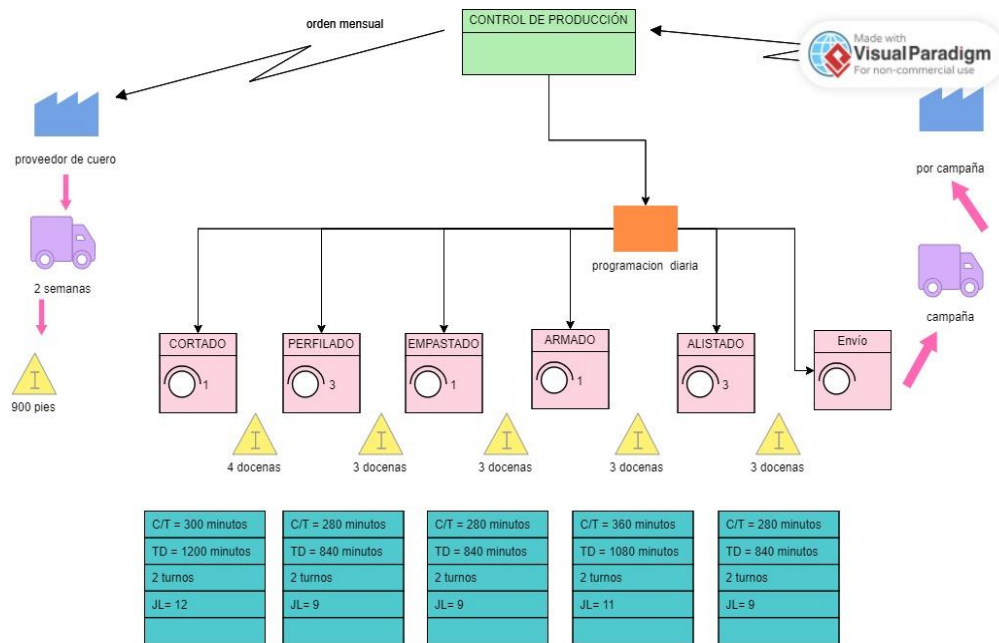 orden mensual
CONTROL DE PRODUCCIÓN
Made with
VisualParadigm
For non-commercial use
proveedor de cuero
por campaña
2 semanas
programacion diaria
campaña
CORTADO
1
PERFILADO
3
EMPASTADO
1
ARMADO
1
ALISTADO
3
Envío
I
900 pies
I
4 docenas
I
3 docenas
I
3 docenas
I
3 docenas
I
3 docenas
C/T = 300 minutos
TD = 1200 minutos
2 turnos
JL= 12
C/T = 280 minutos
TD = 840 minutos
2 turnos
JL= 9
C/T = 280 minutos
TD = 840 minutos
2 turnos
JL= 9
C/T = 360 minutos
TD = 1080 minutos
2 turnos
JL= 11
C/T = 280 minutos
TD = 840 minutos
2 turnos
JL= 9